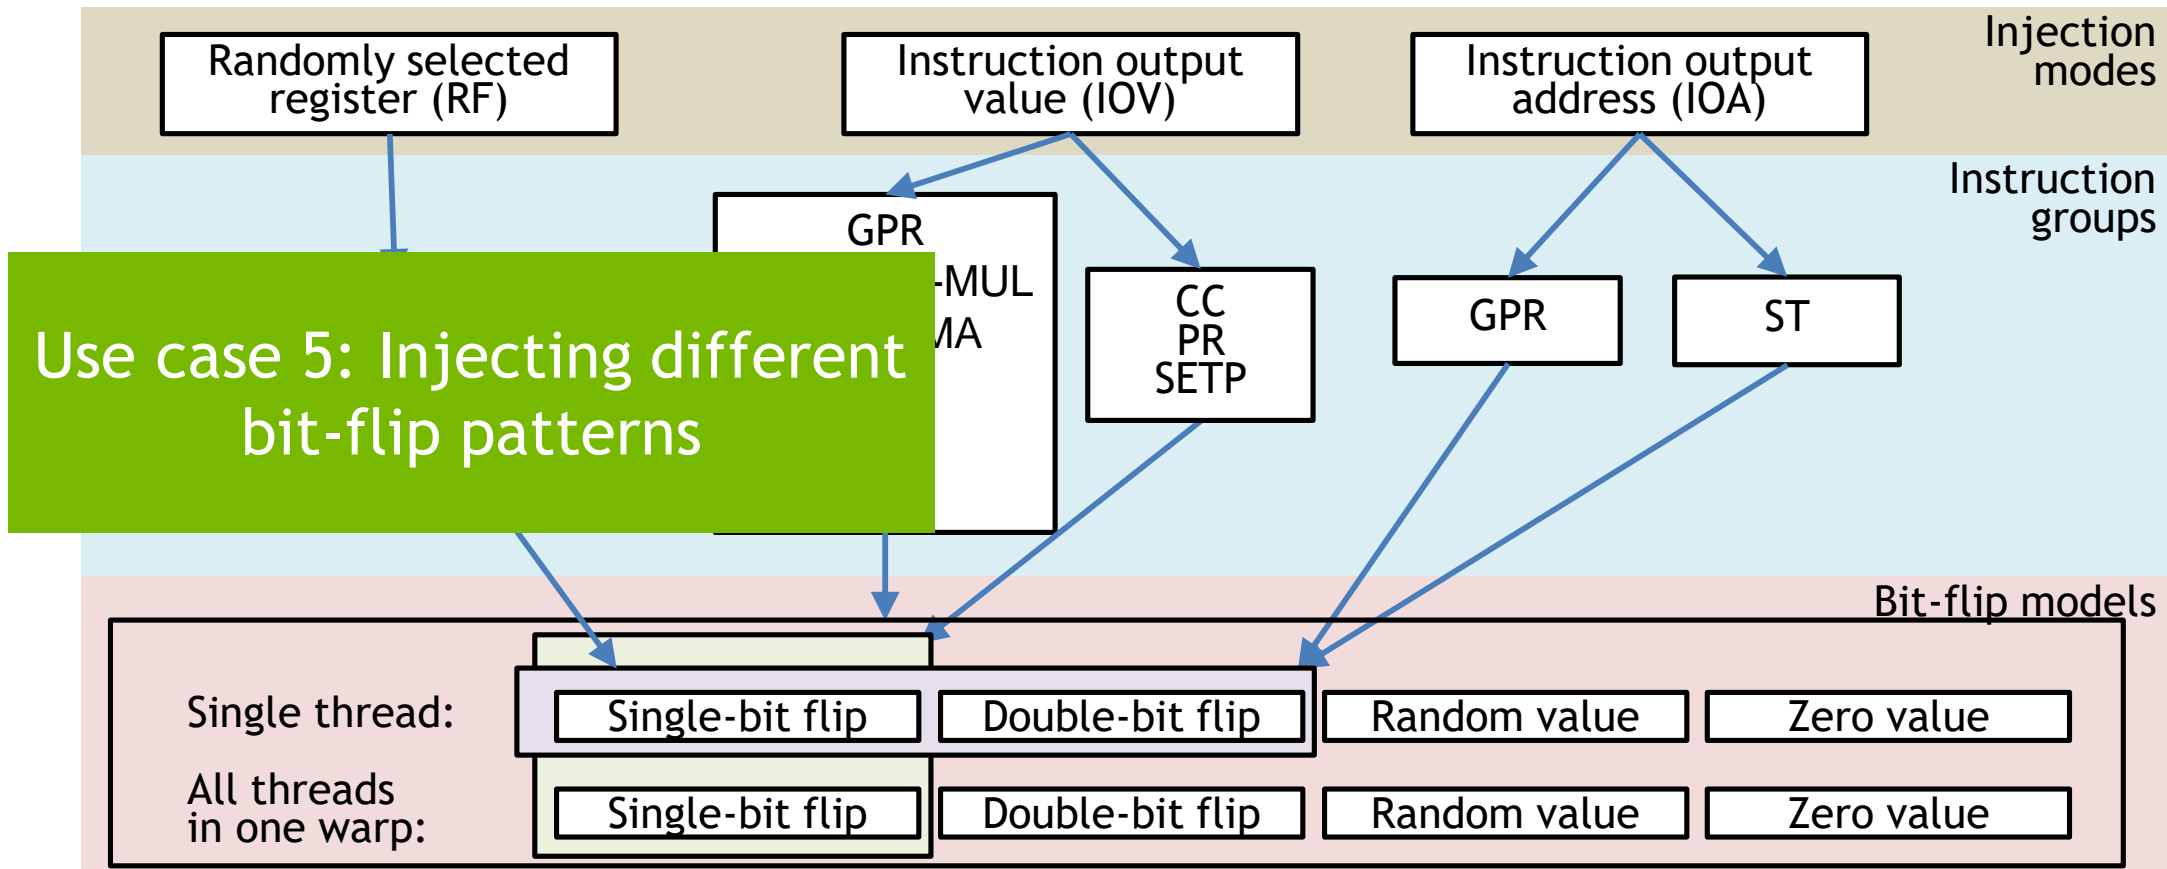 Injection
modes
Randomly selected
register (RF)
Instruction output
value (IOV)
Instruction output
address (IOA)
Instruction
groups
GPR
-MUL
CC
PR
SETP
GPR
ST
Use case 5: Injecting different
bit-flip patterns
Bit-flip models
Single thread:
Single-bit flip
Double-bit flip
Random value
Zero value
All threads
in one warp:
Single-bit flip
Double-bit flip
Random value
Zero value